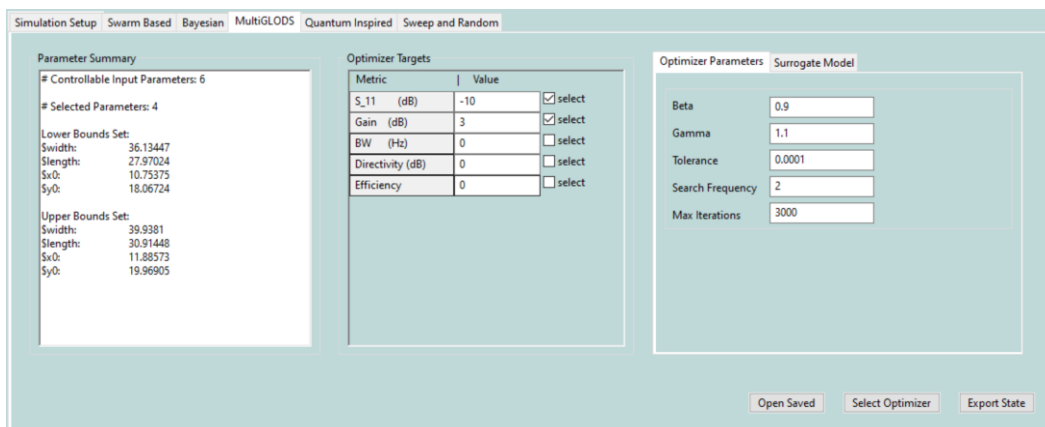 Simulation Setup Swarm Based Bayesian MultiGLODS Quantum Inspired Sweep and Random
Parameter Summary
# Controllable Input Parameters: 6
# Selected Parameters: 4
Lower Bounds Set:
$width: 36.13447
$length: 27.97024
$x0: 10.75375
$y0: 18.06724
Upper Bounds Set:
$width: 39.9381
$length: 30.91448
$x0: 11.88573
$y0: 19.96905
Optimizer Targets
Metric | Value
S_11 (dB) -10 select
Gain (dB) 3 select
BW (Hz) 0 select
Directivity (dB) 0 select
Efficiency 0 select
Optimizer Parameters Surrogate Model
Beta 0.9
Gamma 1.1
Tolerance 0.0001
Search Frequency 2
Max Iterations 3000
Open Saved Select Optimizer Export State